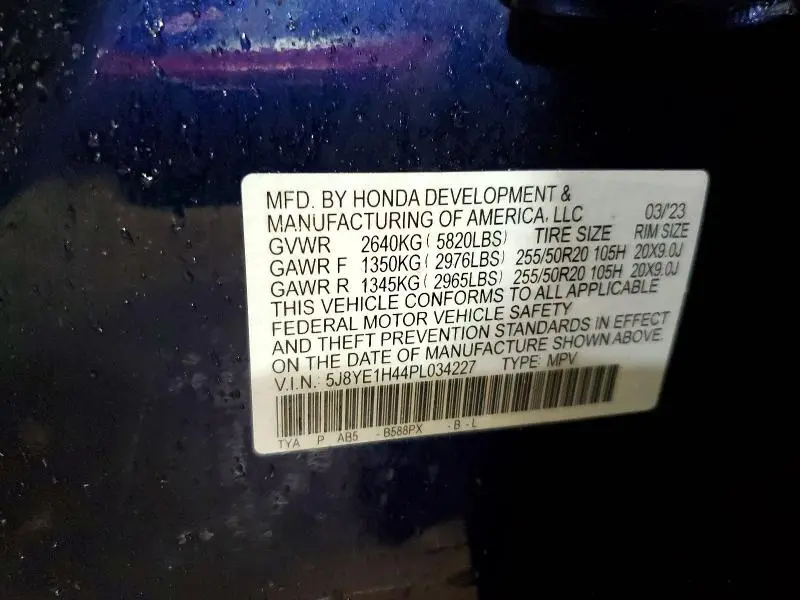 MFD. BY HONDA DEVELOPMENT &
MANUFACTURING OF AMERICA, LLC 03/'23
GVWR 2640KG ( 5820LBS) TIRE SIZE RIM SIZE
GAWR F 1350KG ( 2976LBS) 255/50R20 105H 20X9.0J
GAWR R 1345KG ( 2965LBS) 255/50R20 105H 20X9.0J
THIS VEHICLE CONFORMS TO ALL APPLICABLE
FEDERAL MOTOR VEHICLE SAFETY
AND THEFT PREVENTION STANDARDS IN EFFECT
ON THE DATE OF MANUFACTURE SHOWN ABOVE.
V.I.N.: 5J8YE1H44PL034227 TYPE: MPV
TYA P AB5 - B588PX - B - L